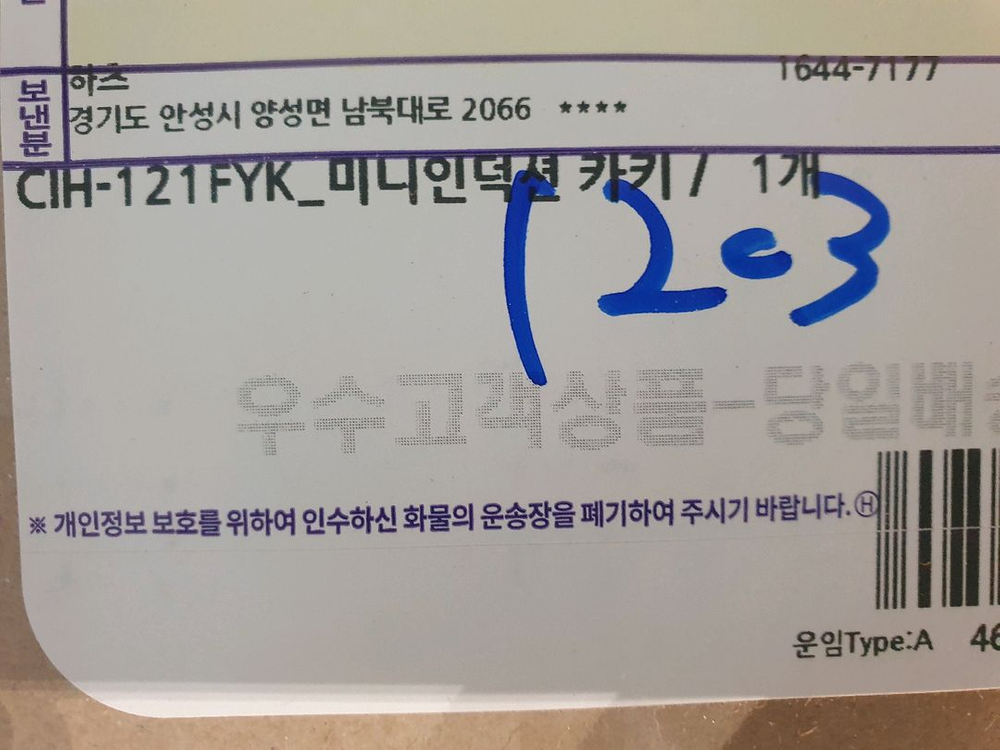 보낸분
하츠 1644-7177
경기도 안성시 양성면 남북대로 2066 ****
CIH-121FYK_미니인덕션 카키 / 1개
1203
우수고객상품-당일배송
※ 개인정보 보호를 위하여 인수하신 화물의 운송장을 폐기하여 주시기 바랍니다. Ⓗ
운임Type:A 46